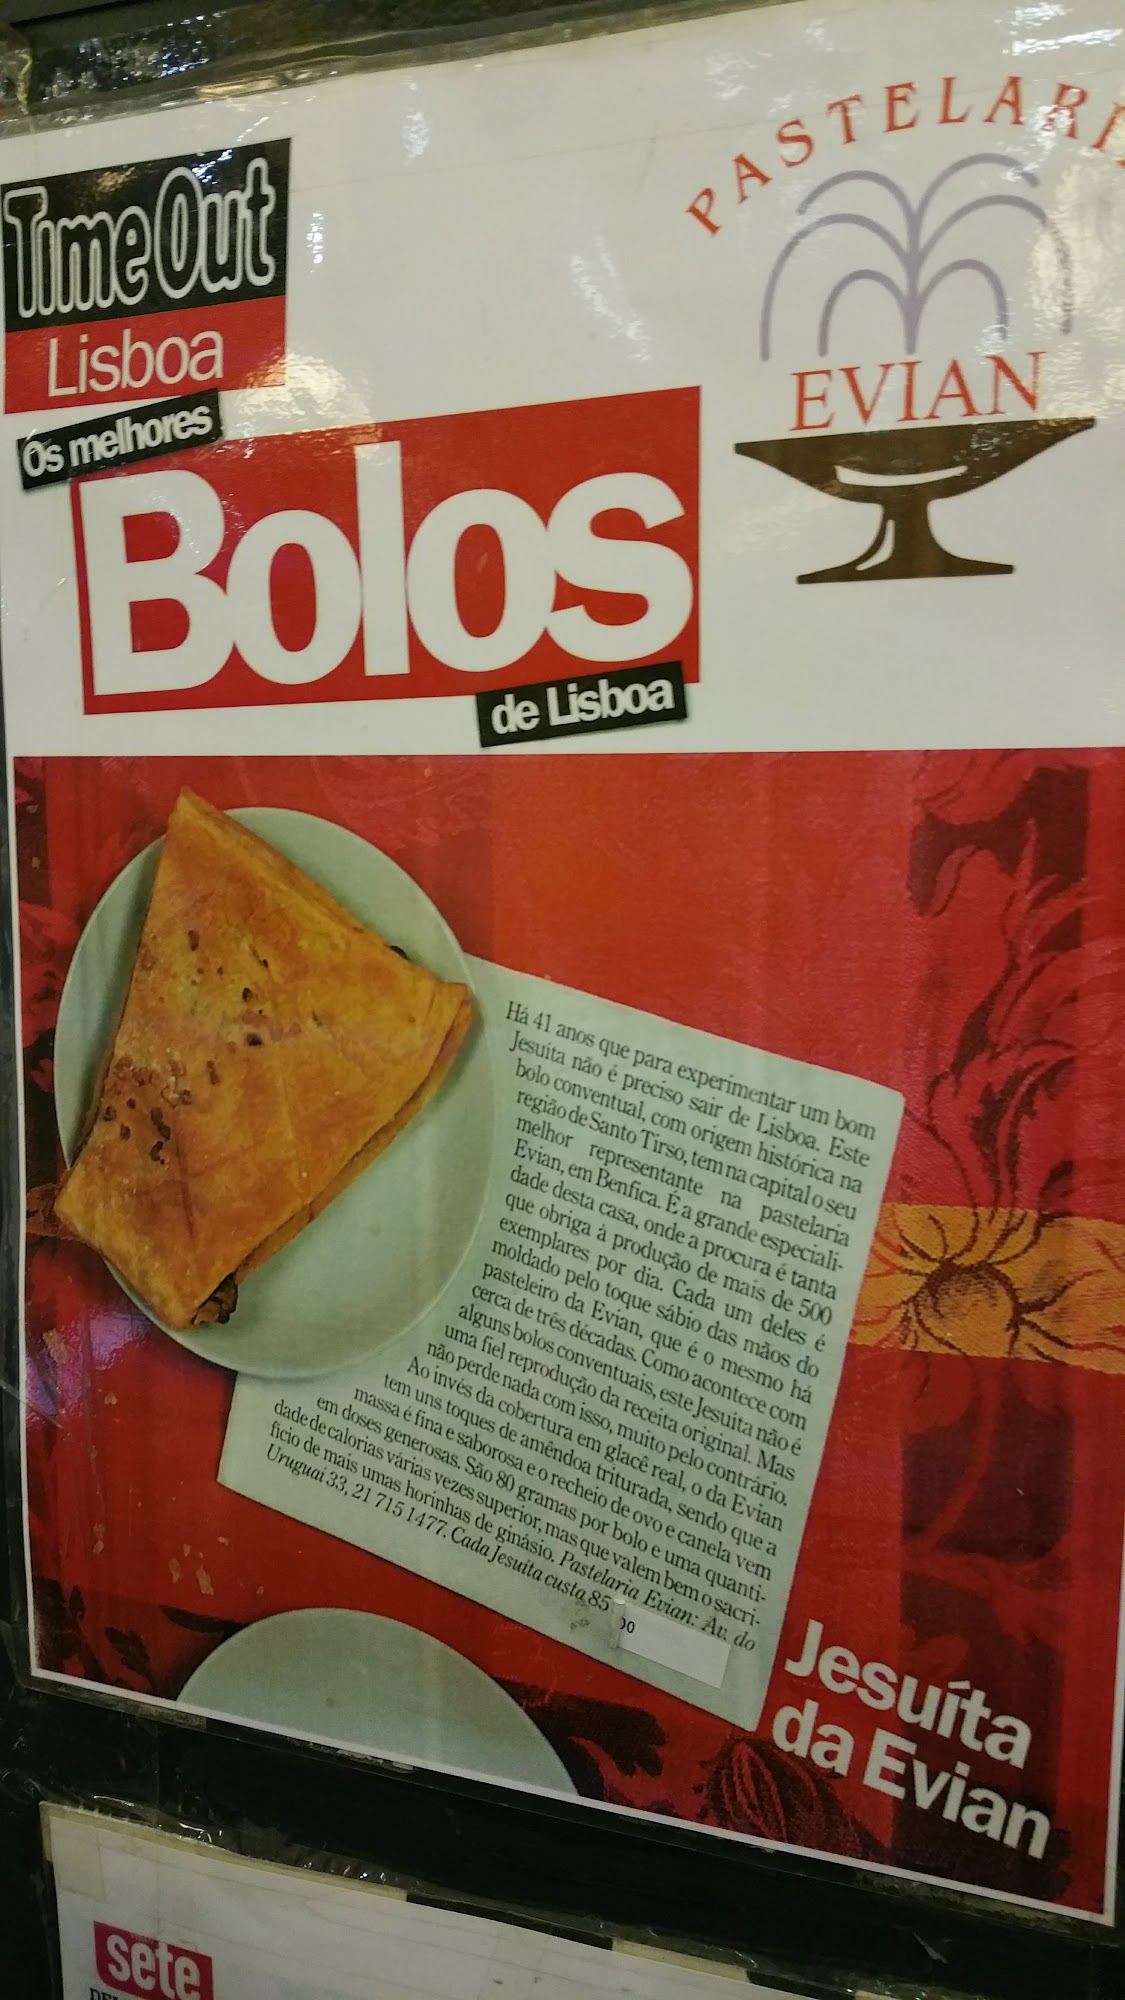 Time Out
Lisboa
Os melhores
Bolos
de Lisboa
PASTELARI
EVIAN
Há 41 anos que para experimentar um bom
Jesuíta não é preciso sair de Lisboa. Este
bolo conventual, com origem histórica na
região de Santo Tirso, tem na capital o seu
melhor representante na pastelaria
Evian, em Benfica. É a grande especiali-
dade desta casa, onde a procura é tanta
que obriga à produção de mais de 500
exemplares por dia. Cada um deles é
moldado pelo toque sábio das mãos do
pasteleiro da Evian, que é o mesmo há
cerca de três décadas. Como acontece com
alguns bolos conventuais, este Jesuíta não é
uma fiel reprodução da receita original. Mas
não perde nada com isso, muito pelo contrário.
Ao invés da cobertura em glacê real, o da Evian
tem uns toques de amêndoa triturada, sendo que a
massa é fina e saborosa e o recheio de ovo e canela vem
em doses generosas. São 80 gramas por bolo e uma quanti-
dade de calorias várias vezes superior, mas que valem bem o sacri-
fício de mais umas horinhas de ginásio. Pastelaria Evian: Av. do
Uruguai 33, 21 715 1477. Cada Jesuíta custa 85
00
Jesuíta
da Evian
sete